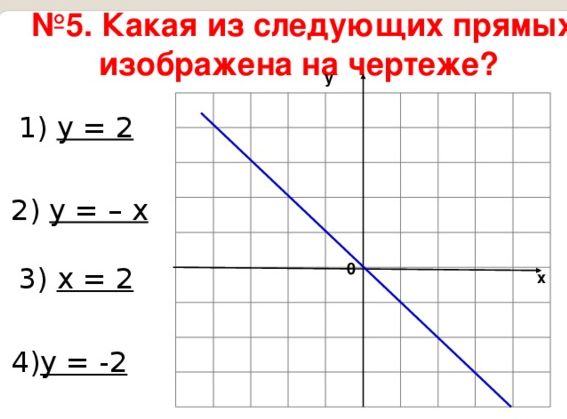 №5. Какая из следующих прямых
изображена на чертеже?
у
1) у = 2
2) у = – х
0
х
3) х = 2
4)у = -2